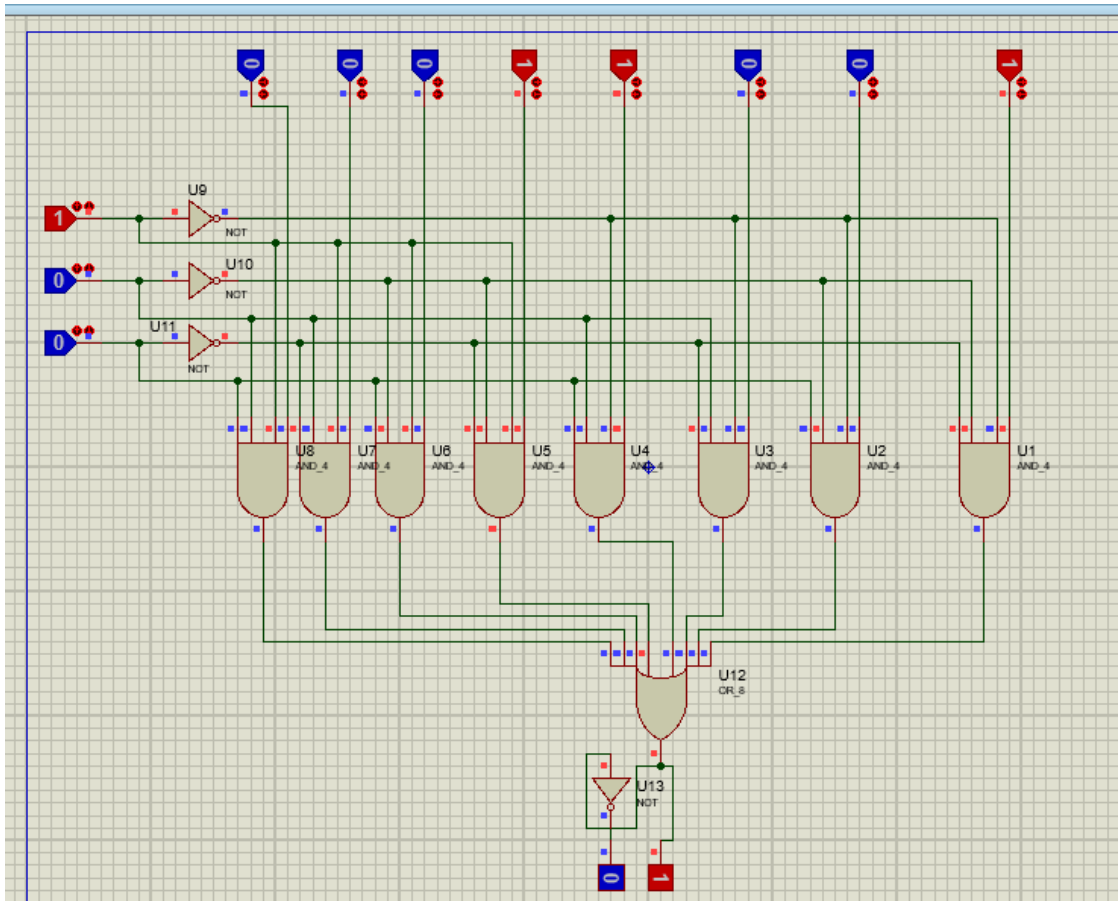 0 0 0 1 1 0 0 1
U9
1
NOT
U10
0
NOT
U11
0
NOT
U8 U7 U6 U5 U4 U3 U2 U1
AND_4 AND_4 AND_4 AND_4 AND_4 AND_4 AND_4 AND_4
U12
OR_8
U13
NOT
0 1